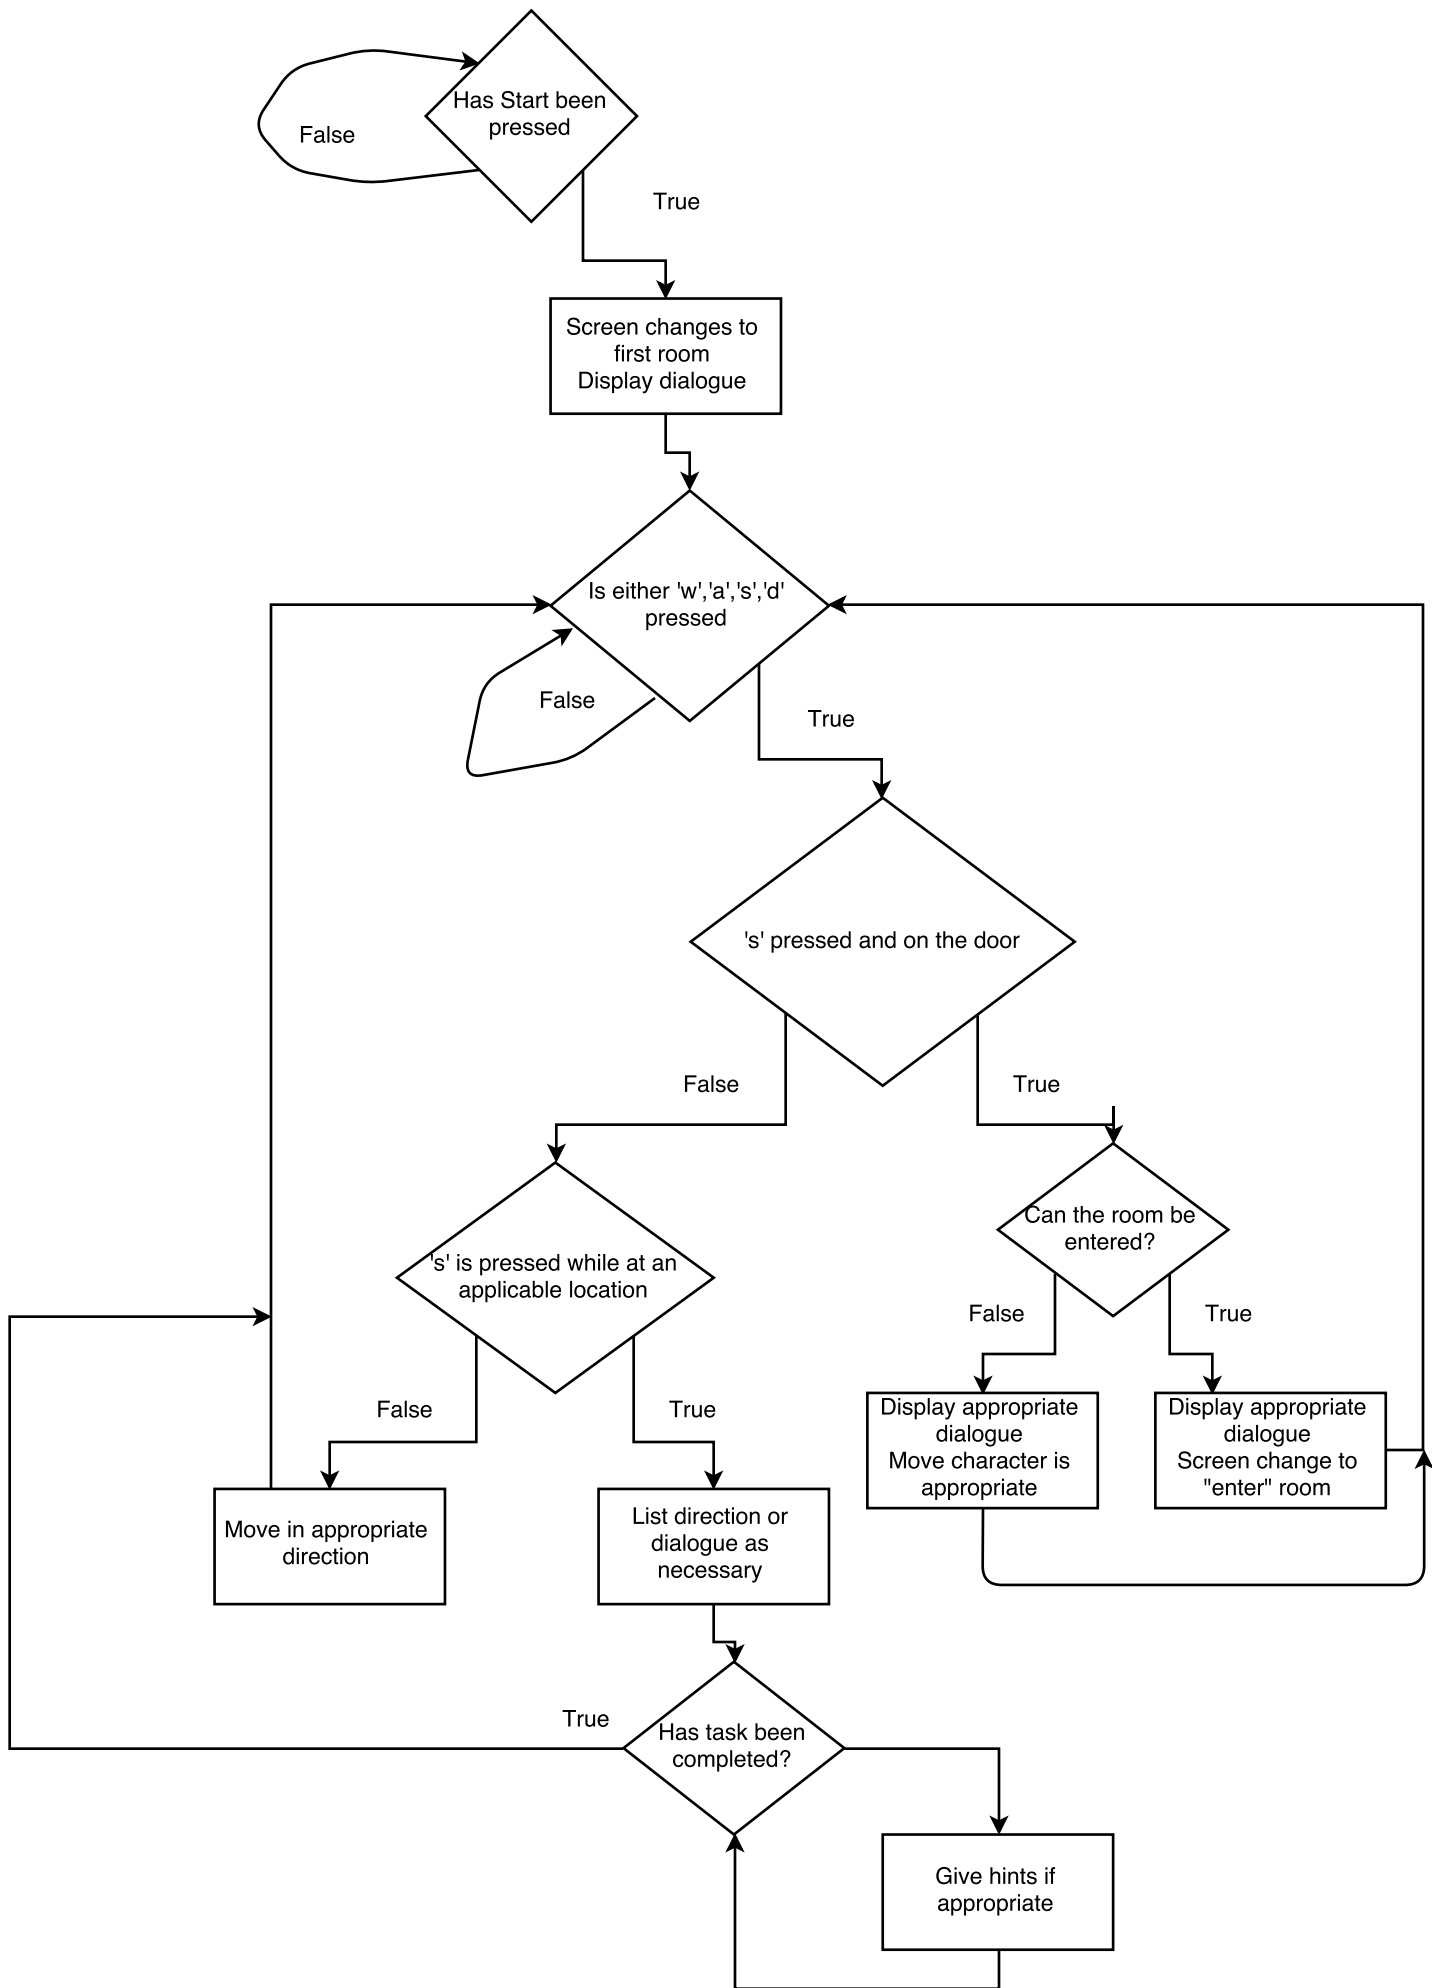 Has Start been
pressed
False
True
Screen changes to
first room
Display dialogue
Is either 'w','a','s','d'
pressed
False
True
's' pressed and on the door
False
True
Can the room be
entered?
's' is pressed while at an
applicable location
False
True
False
True
Display appropriate
dialogue
Move character is
appropriate
Display appropriate
dialogue
Screen change to
"enter" room
Move in appropriate
direction
List direction or
dialogue as
necessary
True
Has task been
completed?
Give hints if
appropriate